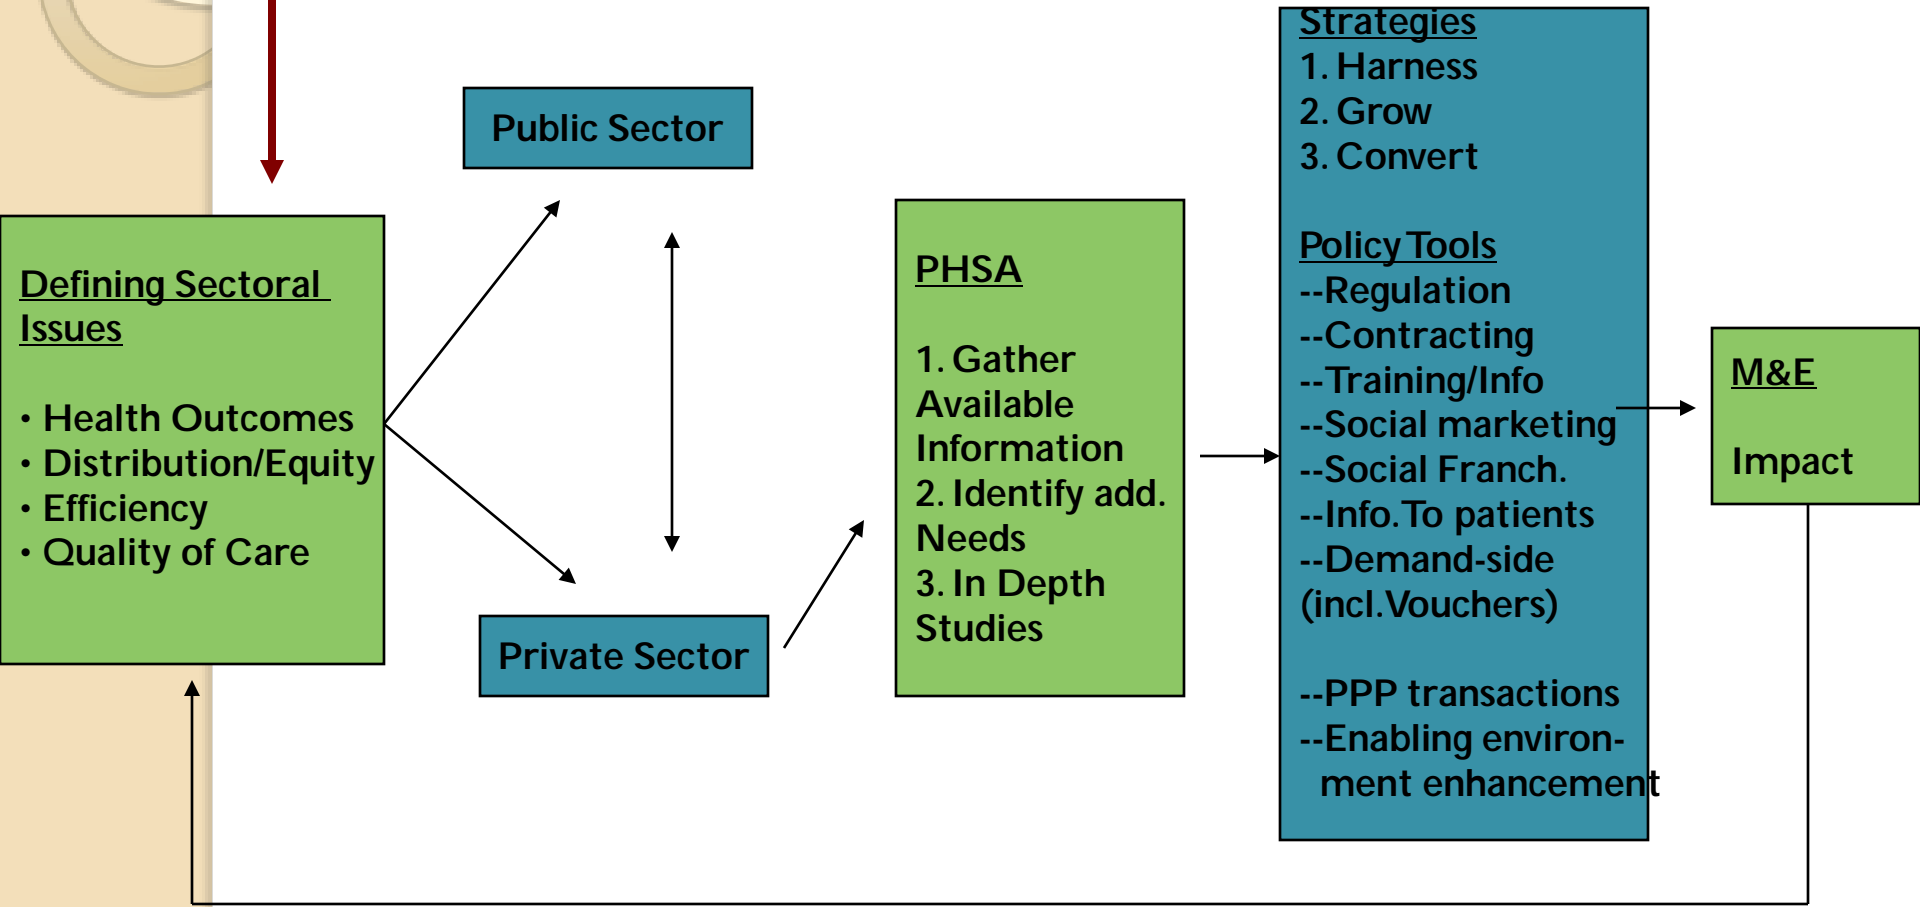 Defining Sectoral
Issues
• Health Outcomes
• Distribution/Equity
• Efficiency
• Quality of Care
Public Sector
Private Sector
PHSA
1. Gather
Available
Information
2. Identify add.
Needs
3. In Depth
Studies
Strategies
1. Harness
2. Grow
3. Convert
Policy Tools
--Regulation
--Contracting
--Training/Info
--Social marketing
--Social Franch.
--Info. To patients
--Demand-side
(incl. Vouchers)
--PPP transactions
--Enabling environ-
ment enhancement
M&E
Impact